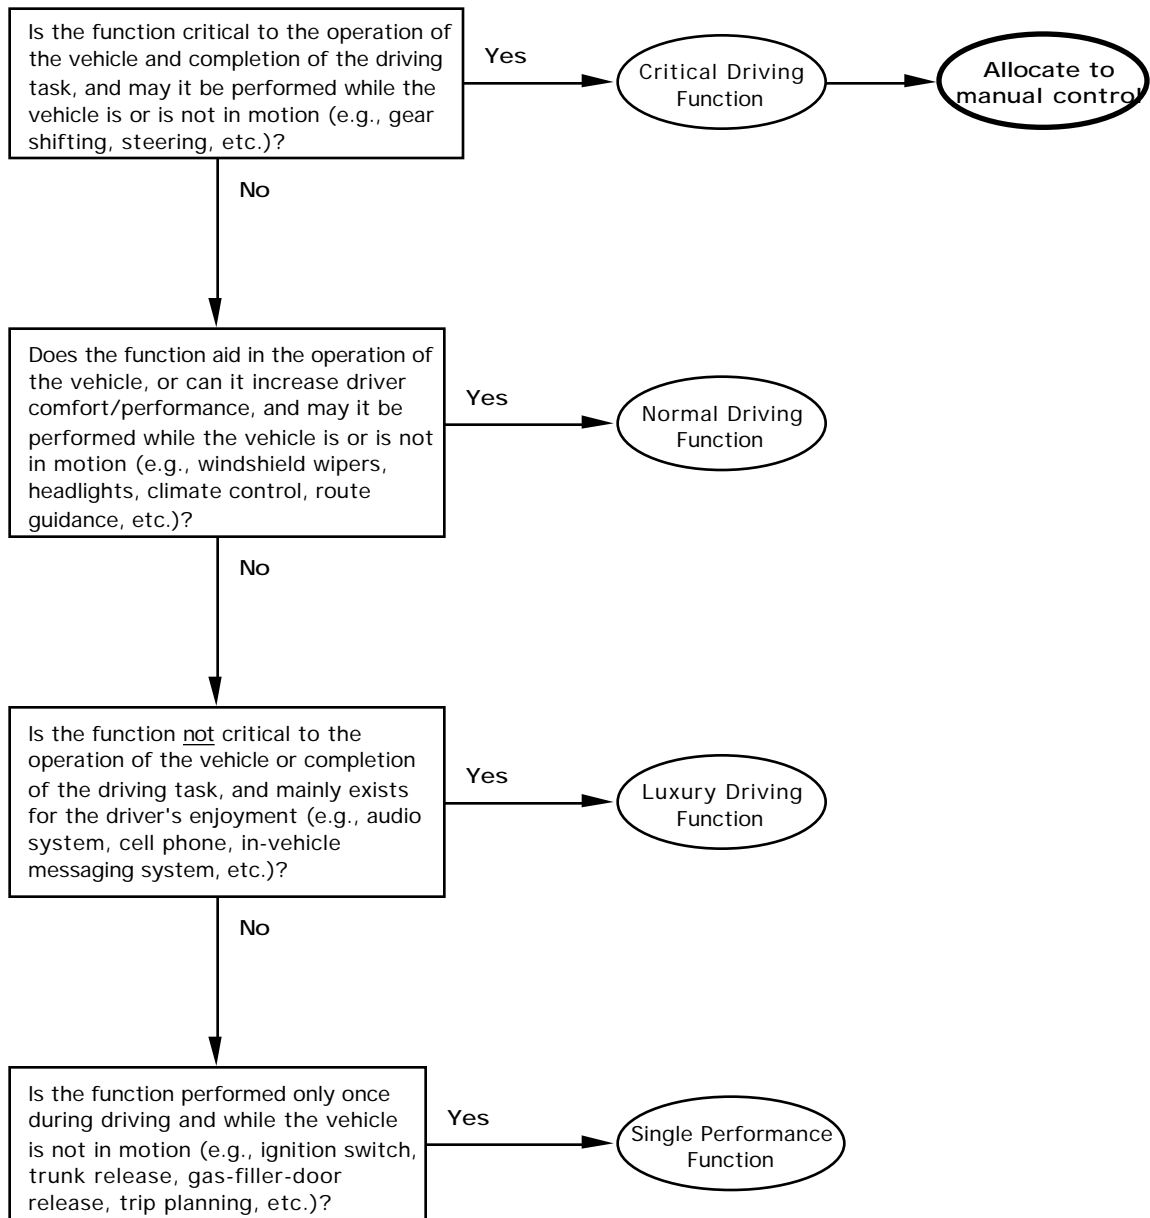 Is the function critical to the operation of
the vehicle and completion of the driving
task, and may it be performed while the
vehicle is or is not in motion (e.g., gear
shifting, steering, etc.)?
Yes
Critical Driving
Function
Allocate to
manual control
No
Does the function aid in the operation of
the vehicle, or can it increase driver
comfort/performance, and may it be
performed while the vehicle is or is not
in motion (e.g., windshield wipers,
headlights, climate control, route
guidance, etc.)?
Yes
Normal Driving
Function
No
Is the function not critical to the
operation of the vehicle or completion
of the driving task, and mainly exists
for the driver's enjoyment (e.g., audio
system, cell phone, in-vehicle
messaging system, etc.)?
Yes
Luxury Driving
Function
No
Is the function performed only once
during driving and while the vehicle
is not in motion (e.g., ignition switch,
trunk release, gas-filler-door
release, trip planning, etc.)?
Yes
Single Performance
Function